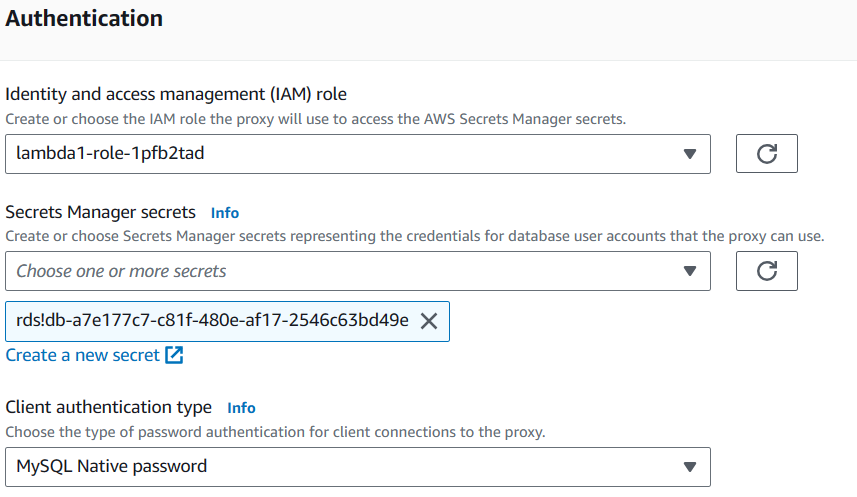 Authentication
Identity and access management (IAM) role
Create or choose the IAM role the proxy will use to access the AWS Secrets Manager secrets.
lambda1-role-1pfb2tad
Secrets Manager secrets Info
Create or choose Secrets Manager secrets representing the credentials for database user accounts that the proxy can use.
Choose one or more secrets
rds!db-a7e177c7-c81f-480e-af17-2546c63bd49e
Create a new secret
Client authentication type Info
Choose the type of password authentication for client connections to the proxy.
MySQL Native password